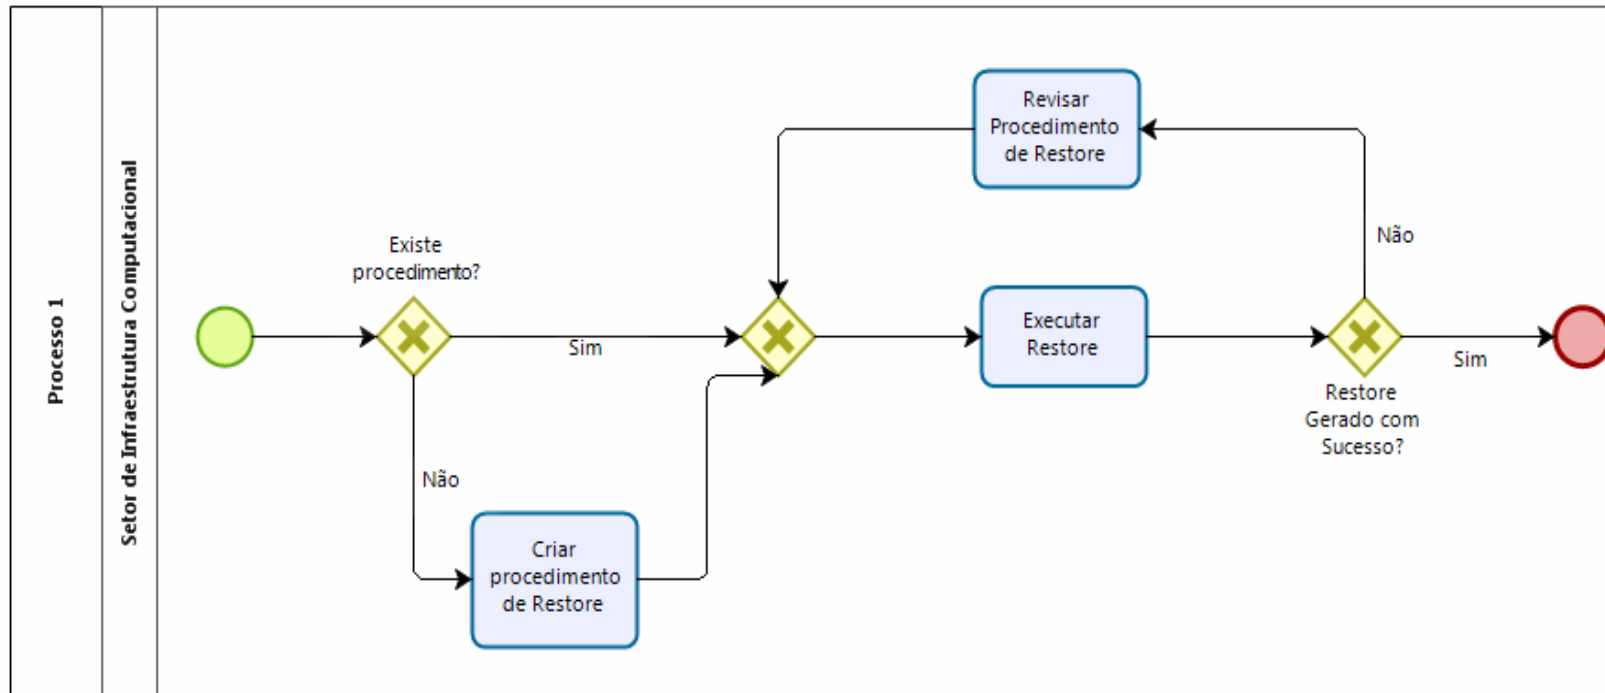 Processo 1
Setor de Infraestrutura Computacional
Existe
procedimento?
Sim
Não
Criar
procedimento
de Restore
Revisar
Procedimento
de Restore
Executar
Restore
Não
Sim
Restore
Gerado com
Sucesso?